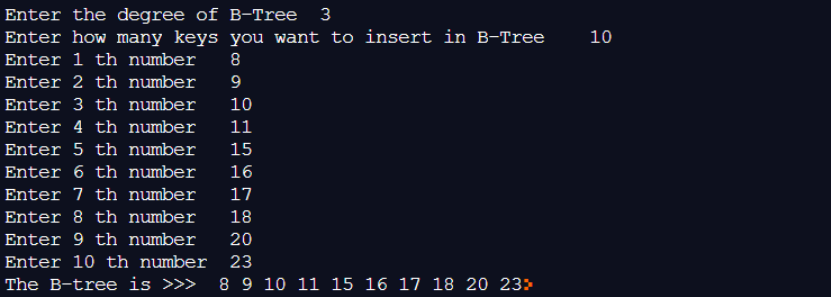 Enter the degree of B-Tree  3
Enter how many keys you want to insert in B-Tree    10
Enter 1 th number   8
Enter 2 th number   9
Enter 3 th number   10
Enter 4 th number   11
Enter 5 th number   15
Enter 6 th number   16
Enter 7 th number   17
Enter 8 th number   18
Enter 9 th number   20
Enter 10 th number  23
The B-tree is >>>  8 9 10 11 15 16 17 18 20 23>